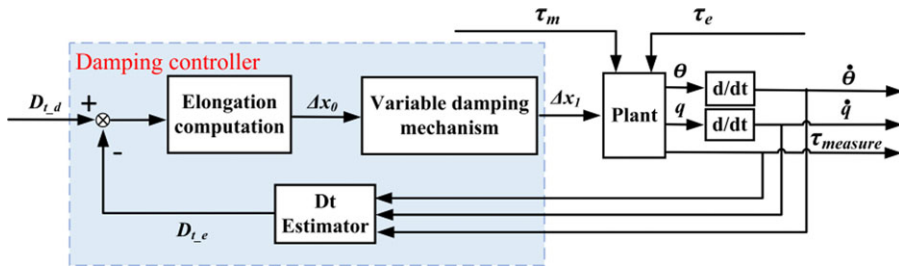 τm
τe
Damping controller
Dt_d
+
-
Elongation
computation
Δx0
Variable damping
mechanism
Δx1
Plant
θ
d/dt
θ̇
q
d/dt
q̇
τmeasure
Dt
Estimator
Dt_e